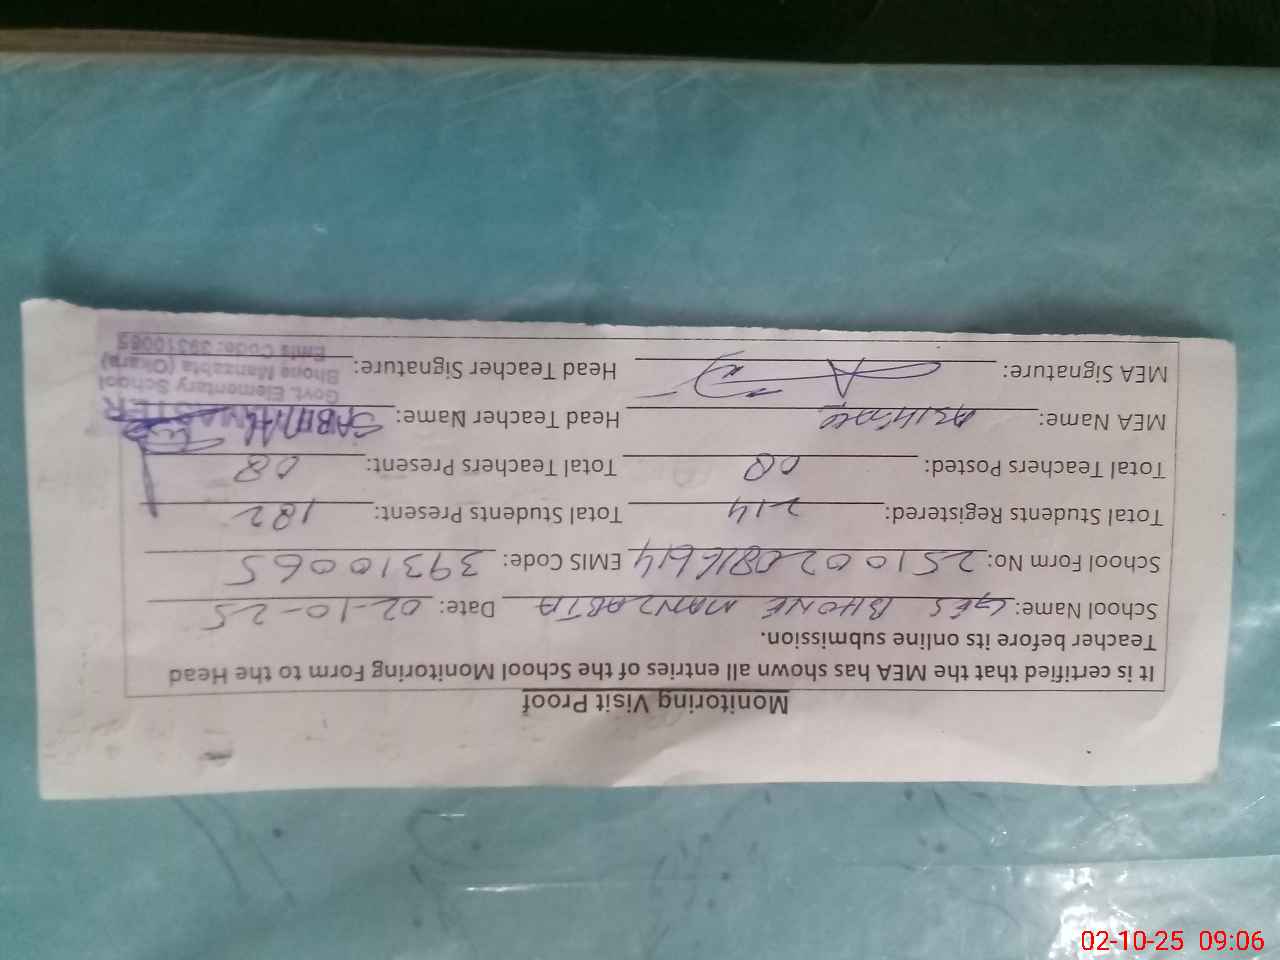 Monitoring Visit Proof
It is certified that the MEA has shown all entries of the School Monitoring Form to the Head
Teacher before its online submission.
School Name: GES BHONE MANZABTA Date: 02-10-25
School Form No: 2510020816614 EMIS Code: 39310065
Total Students Registered: 214 Total Students Present: 182
Total Teachers Posted: 08 Total Teachers Present: 08
MEA Name: Head Teacher Name:
MEA Signature: Head Teacher Signature:
HEADMASTER
Govt. Elementary School
Bhone Manzabta (Okara)
Emis Code: 39310065
02-10-25 09:06